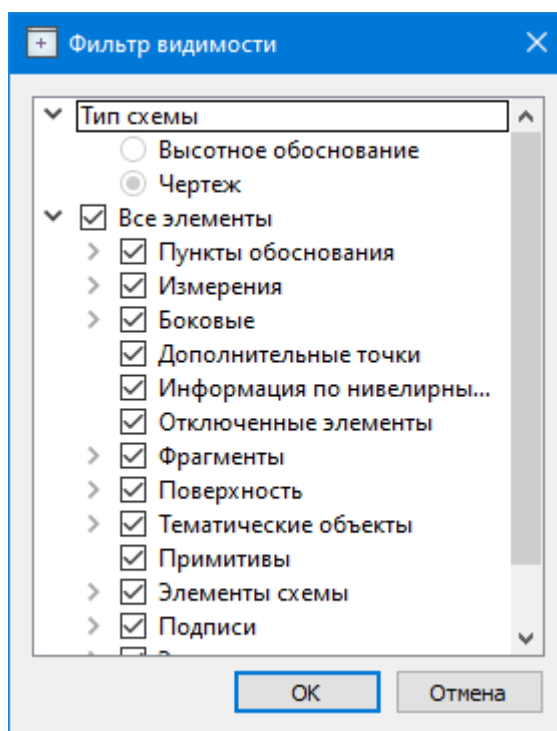 Фильтр видимости
Тип схемы
Высотное обоснование
Чертеж
Все элементы
Пункты обоснования
Измерения
Боковые
Дополнительные точки
Информация по нивелирны...
Отключенные элементы
Фрагменты
Поверхность
Тематические объекты
Примитивы
Элементы схемы
Подписи
OK
Отмена